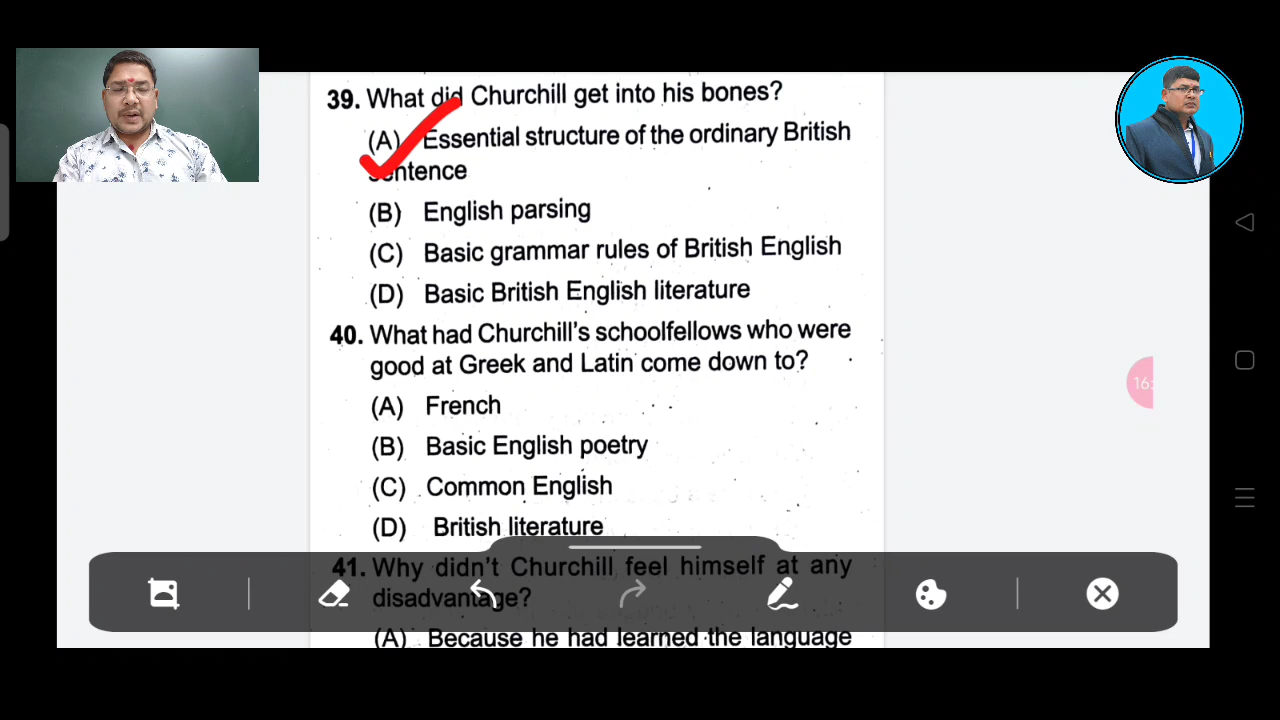 39. What did Churchill get into his bones?
(A) Essential structure of the ordinary British
sentence
(B) English parsing
(C) Basic grammar rules of British English
(D) Basic British English literature
40. What had Churchill's schoolfellows who were
good at Greek and Latin come down to?
(A) French
(B) Basic English poetry
(C) Common English
(D) British literature
41. Why didn't Churchill feel himself at any
disadvantage?
(A) Because he had learned the language
16: